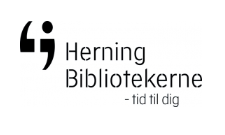 Herning
Bibliotekerne
- tid til dig